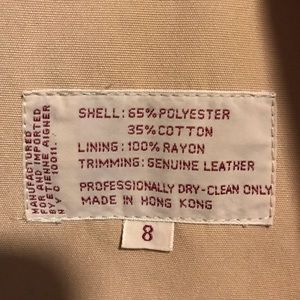 MANUFACTURED
FOR AND IMPORTED
BY ETIENNE AIGNER
N Y C 10011.
SHELL: 65% POLYESTER
35% COTTON
LINING: 100% RAYON
TRIMMING: GENUINE LEATHER
PROFESSIONALLY DRY-CLEAN ONLY
MADE IN HONG KONG
8